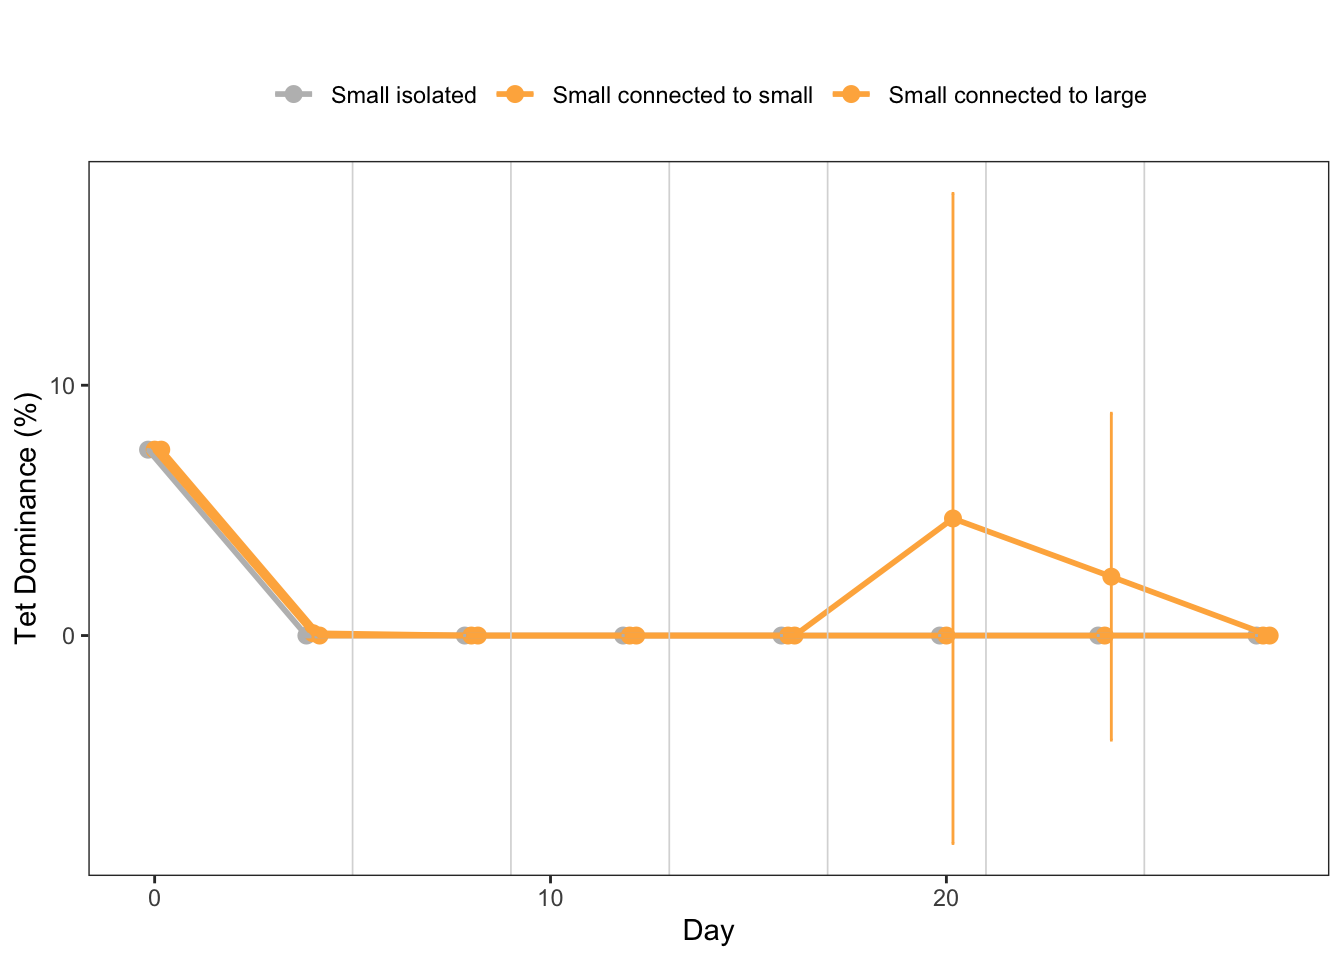 Small isolated Small connected to small Small connected to large
Tet Dominance (%)
10
0
0 10 20
Day